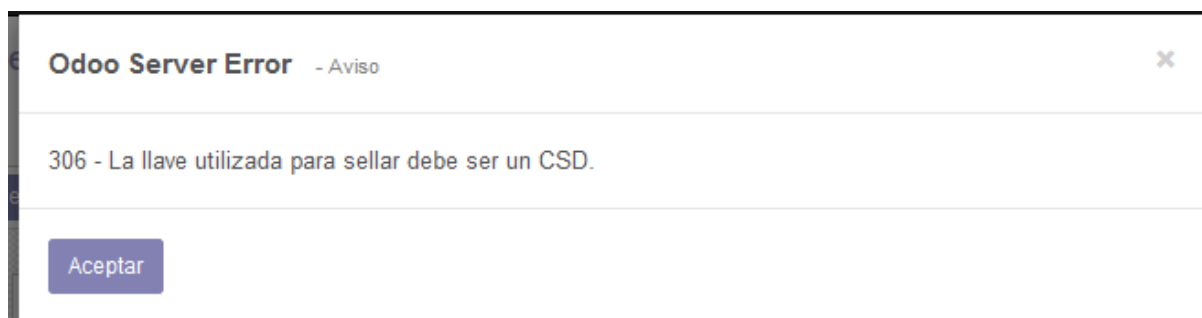 Odoo Server Error - Aviso
×
306 - La llave utilizada para sellar debe ser un CSD.
Aceptar